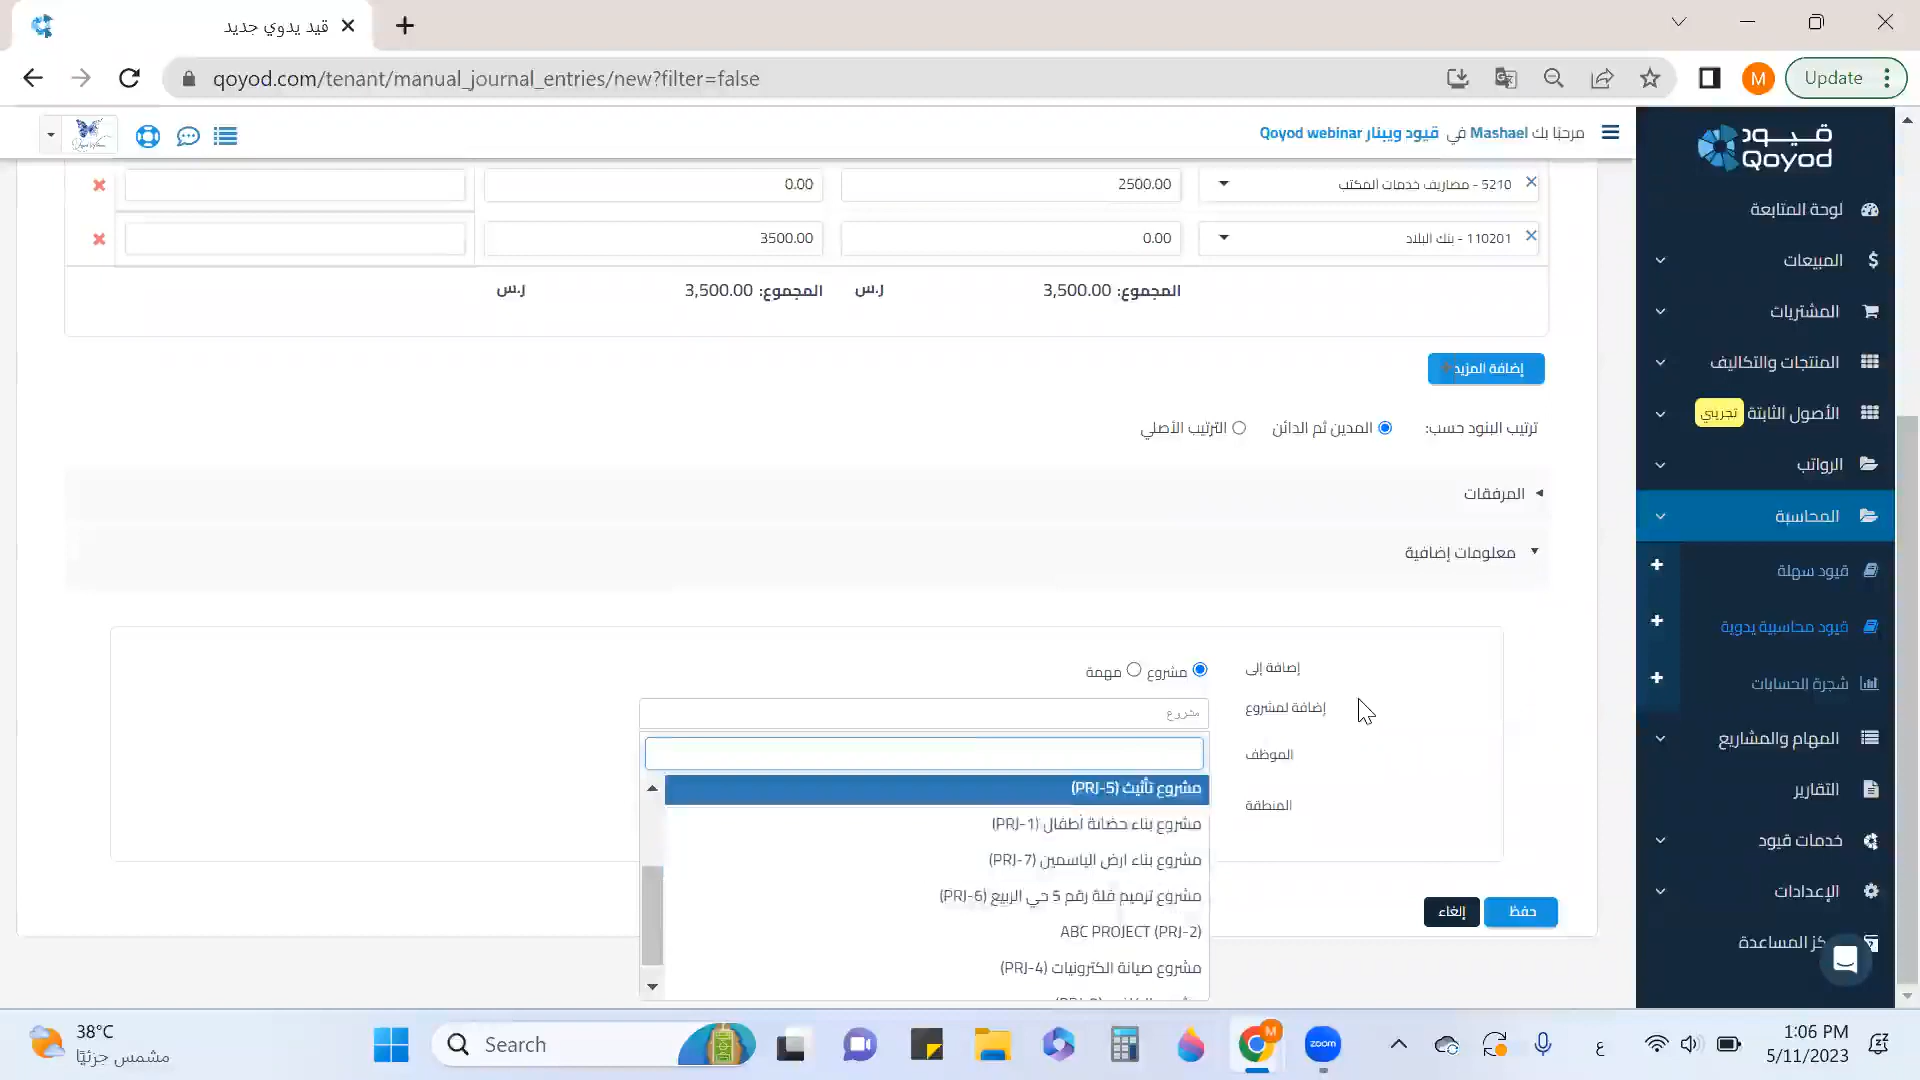 قيد يدوي جديد
qoyod.com/tenant/manual_journal_entries/new?filter=false
M
Update
مرحبًا بك Mashael في قيود ويبنار Qoyod webinar
قيود
Qoyod
5210 - مصاريف خدمات المكتب
2500.00
0.00
110201 - بنك البلاد
0.00
3500.00
المجموع: 3,500.00 ر.س
المجموع: 3,500.00 ر.س
إضافة المزيد
ترتيب البنود حسب:
المدين ثم الدائن
الترتيب الأصلي
المرفقات
معلومات إضافية
إضافة إلى
مشروع
مهمة
إضافة لمشروع
مشروع
الموظف
المنطقة
مشروع تأثيث (PRJ-5)
مشروع بناء حضانة أطفال (PRJ-1)
مشروع بناء ارض الياسمين (PRJ-7)
مشروع ترميم فلة رقم 5 حي الربيع (PRJ-6)
ABC PROJECT (PRJ-2)
مشروع صيانة الكترونيات (PRJ-4)
حفظ
إلغاء
لوحة المتابعة
المبيعات
المشتريات
المنتجات والتكاليف
الأصول الثابتة
تجريبي
الرواتب
المحاسبة
قيود سهلة
قيود محاسبية يدوية
شجرة الحسابات
المهام والمشاريع
التقارير
خدمات قيود
الإعدادات
كز المساعدة
38°C
مشمس جزئيًا
Search
M
zoom
ع
1:06 PM
5/11/2023